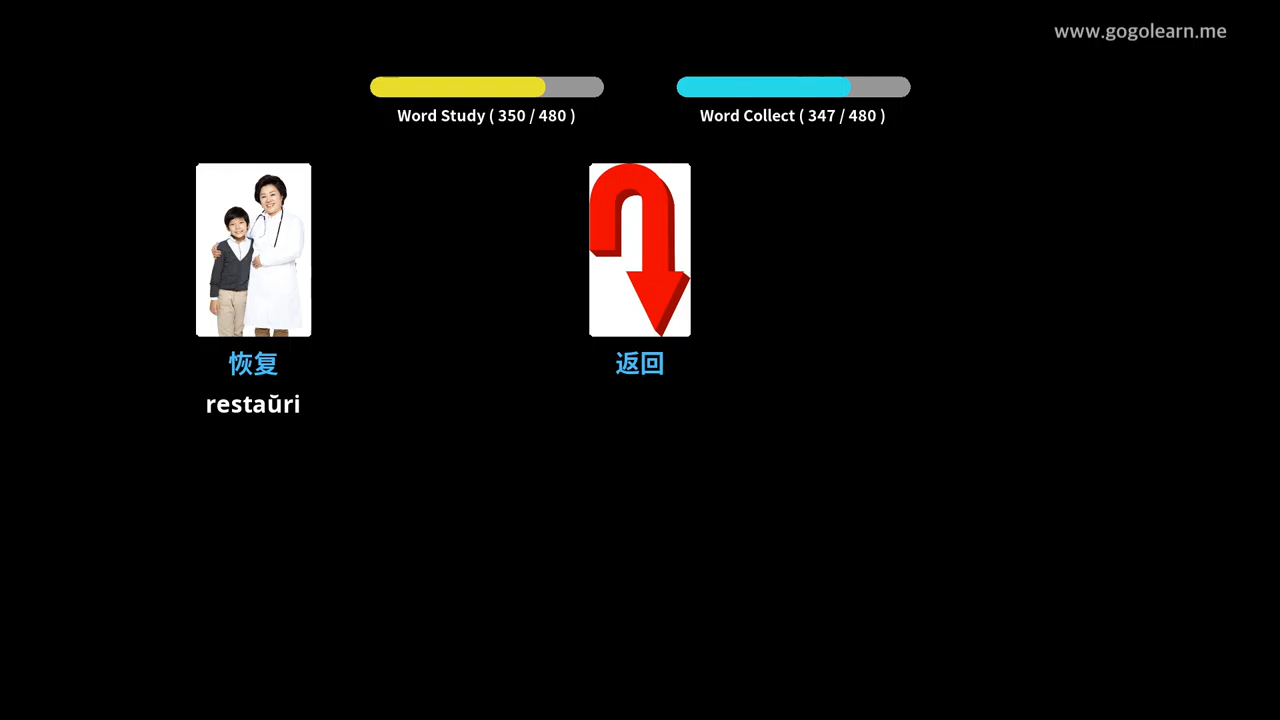 www.gogolearn.me
Word Study ( 350 / 480 )
Word Collect ( 347 / 480 )
恢复
返回
restaŭri